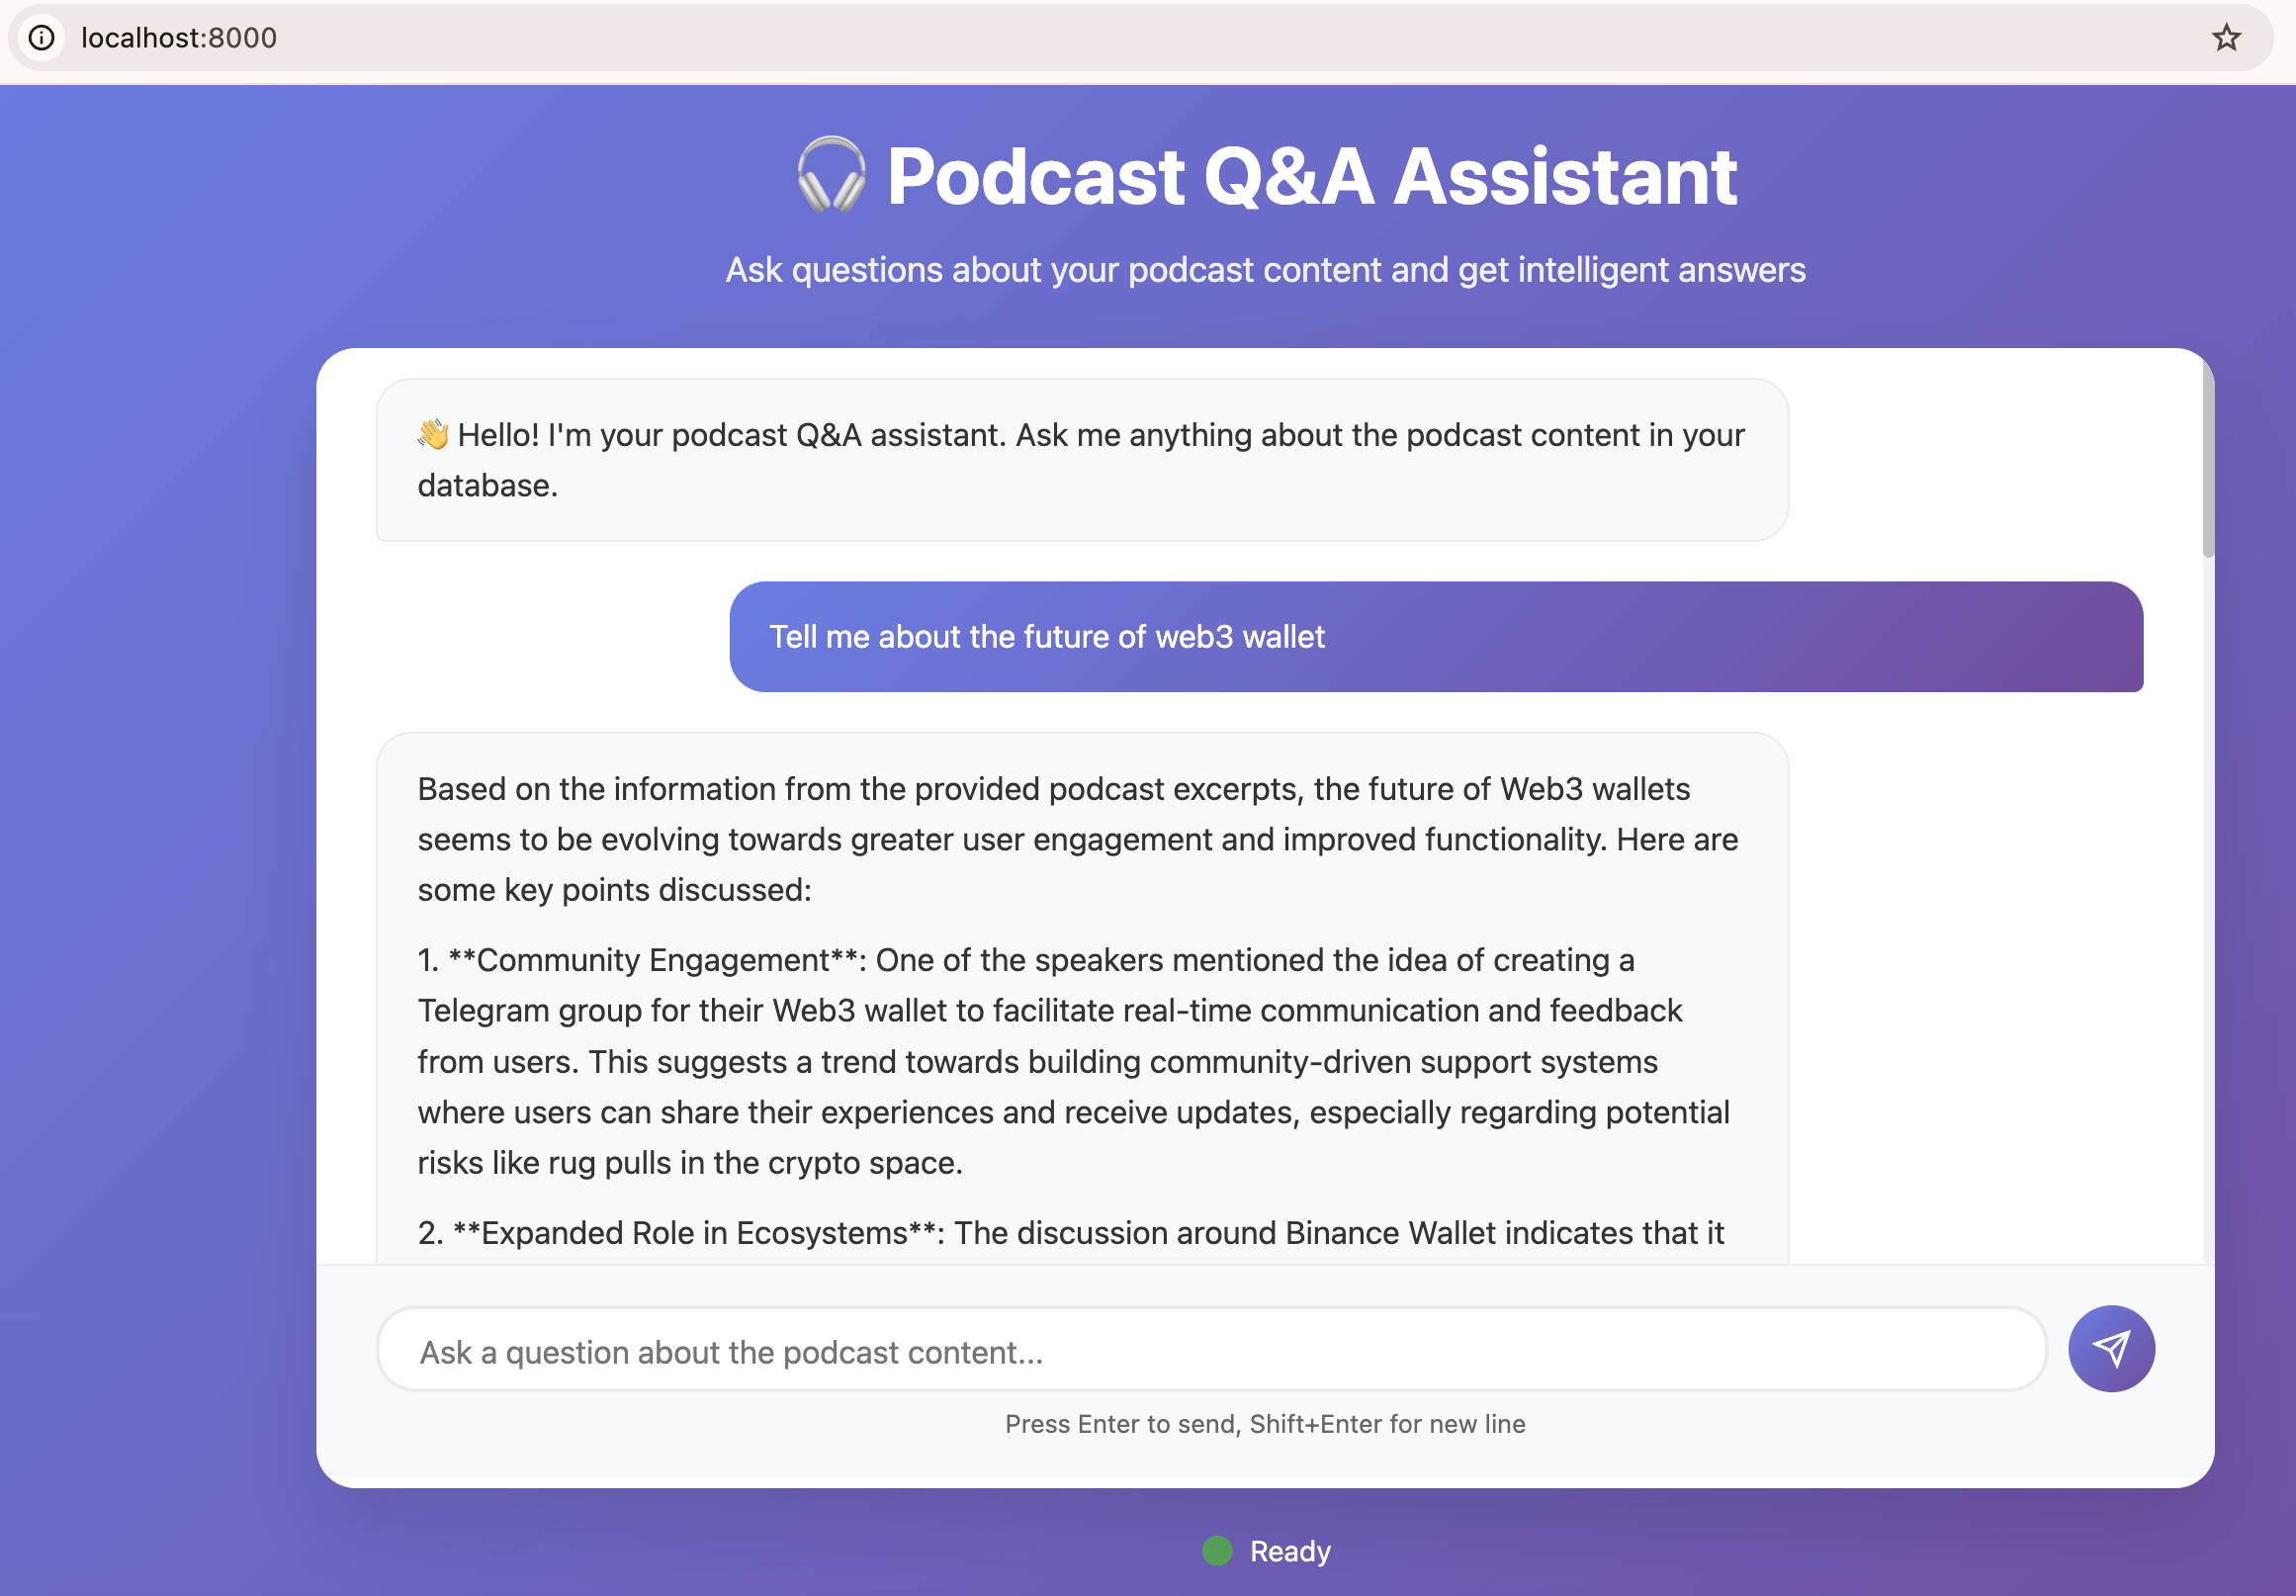 localhost:8000
🎧 Podcast Q&A Assistant
Ask questions about your podcast content and get intelligent answers
👋 Hello! I'm your podcast Q&A assistant. Ask me anything about the podcast content in your
database.
Tell me about the future of web3 wallet
Based on the information from the provided podcast excerpts, the future of Web3 wallets
seems to be evolving towards greater user engagement and improved functionality. Here are
some key points discussed:
1. **Community Engagement**: One of the speakers mentioned the idea of creating a
Telegram group for their Web3 wallet to facilitate real-time communication and feedback
from users. This suggests a trend towards building community-driven support systems
where users can share their experiences and receive updates, especially regarding potential
risks like rug pulls in the crypto space.
2. **Expanded Role in Ecosystems**: The discussion around Binance Wallet indicates that it
Ask a question about the podcast content...
Press Enter to send, Shift+Enter for new line
Ready